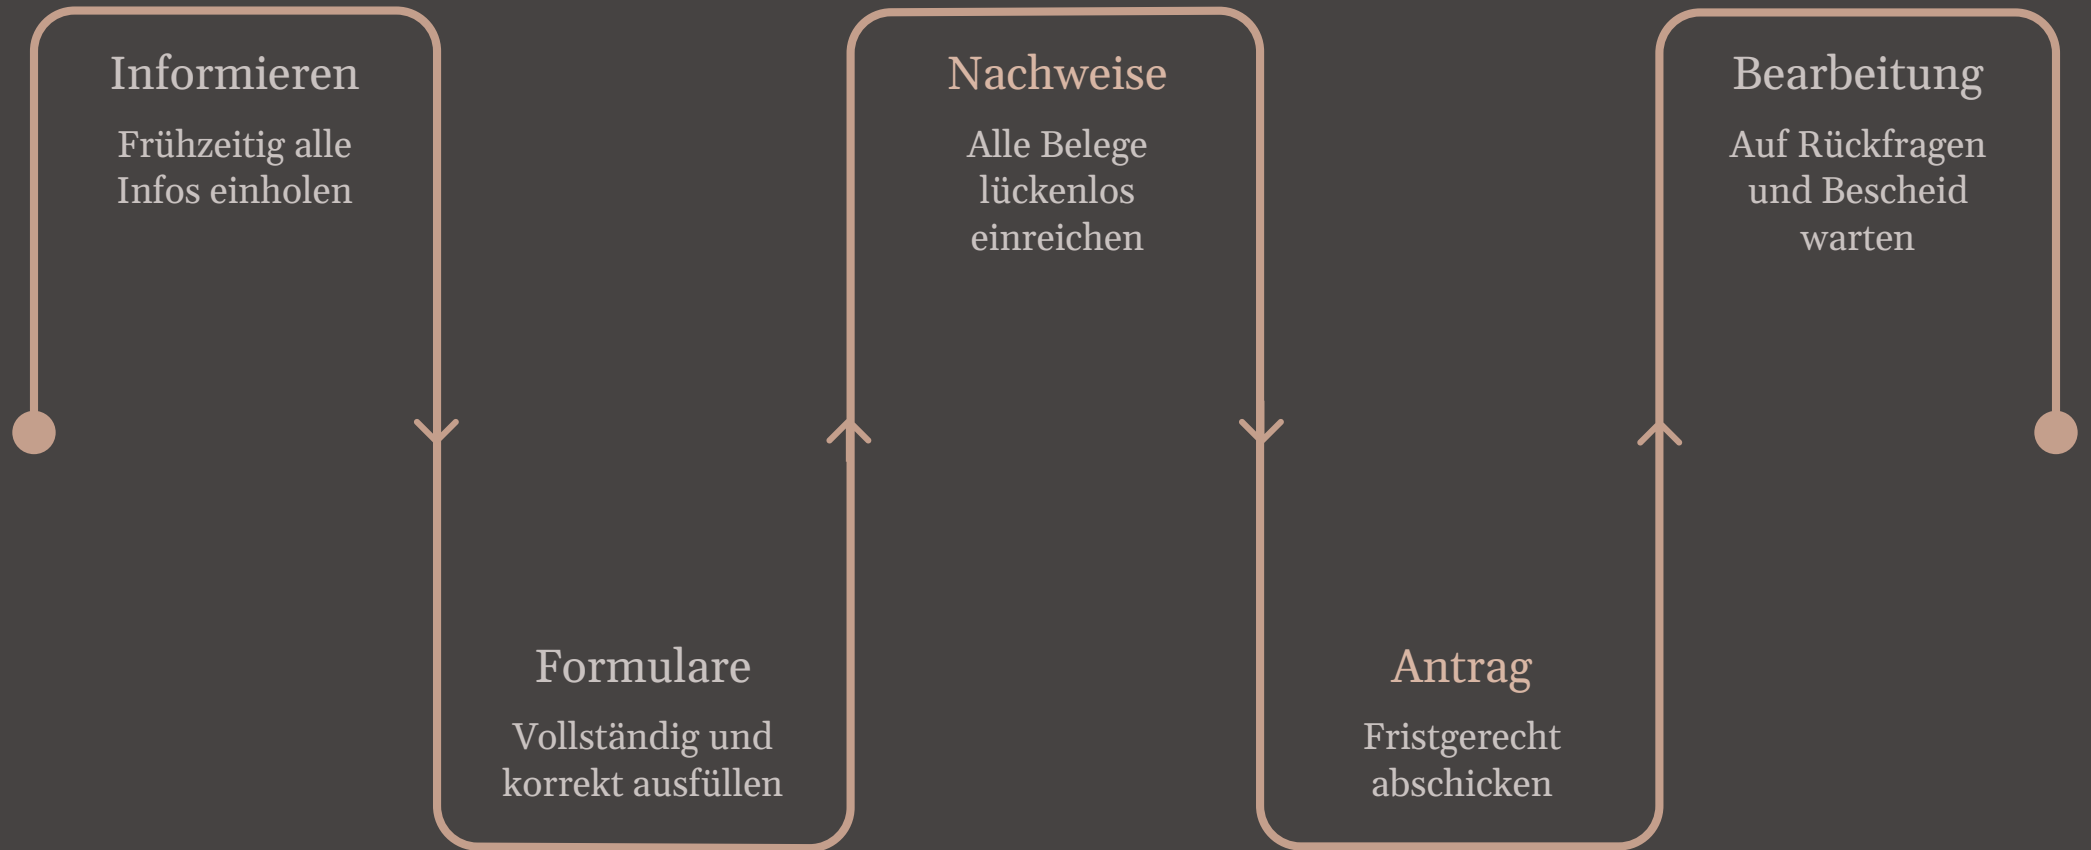 Informieren
Frühzeitig alle
Infos einholen
Formulare
Vollständig und
korrekt ausfüllen
Nachweise
Alle Belege
lückenlos
einreichen
Antrag
Fristgerecht
abschicken
Bearbeitung
Auf Rückfragen
und Bescheid
warten